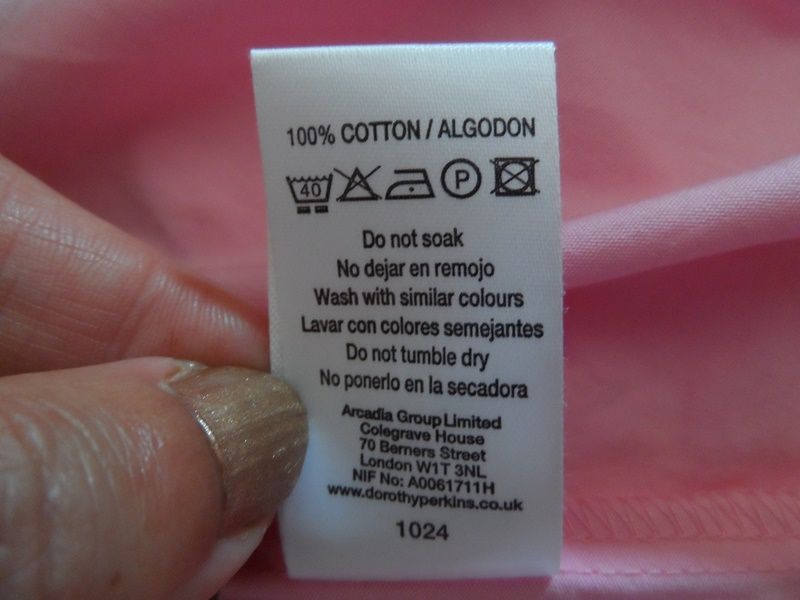 100% COTTON / ALGODON
40 P
Do not soak
No dejar en remojo
Wash with similar colours
Lavar con colores semejantes
Do not tumble dry
No ponerlo en la secadora
Arcadia Group Limited
Colegrave House
70 Berners Street
London W1T 3NL
NIF No: A0061711H
www.dorothyperkins.co.uk
1024